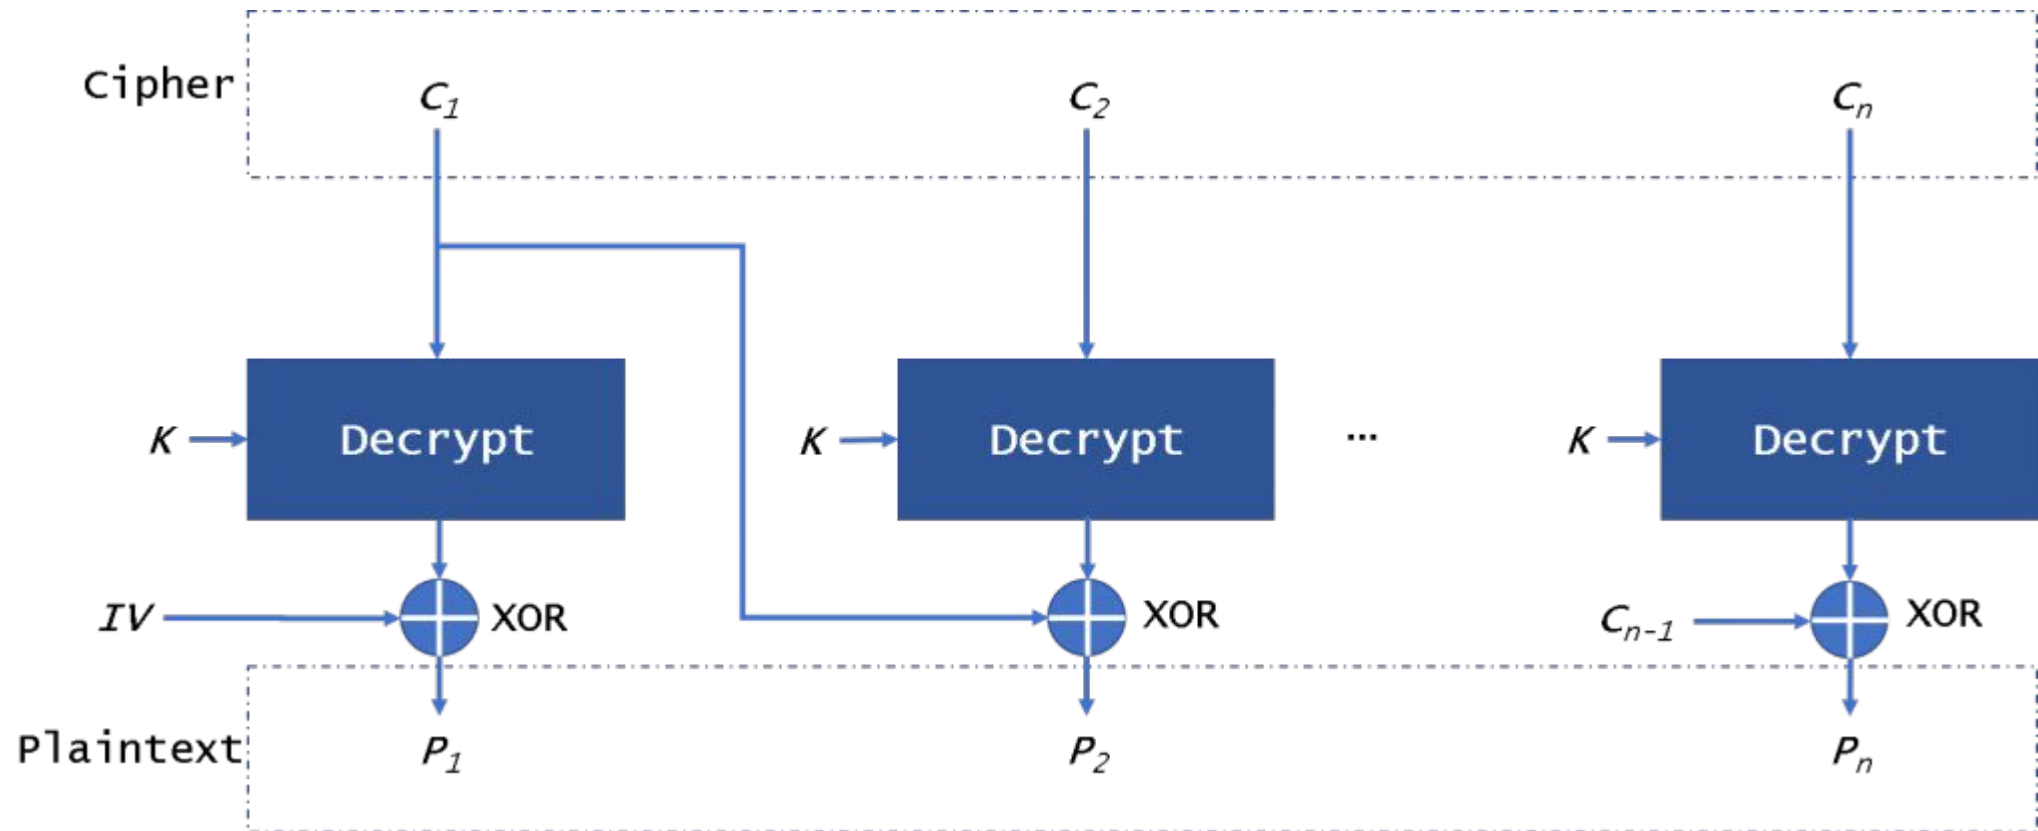 Cipher C1 C2 Cn
K Decrypt K Decrypt ... K Decrypt
IV XOR XOR Cn-1 XOR
Plaintext P1 P2 Pn